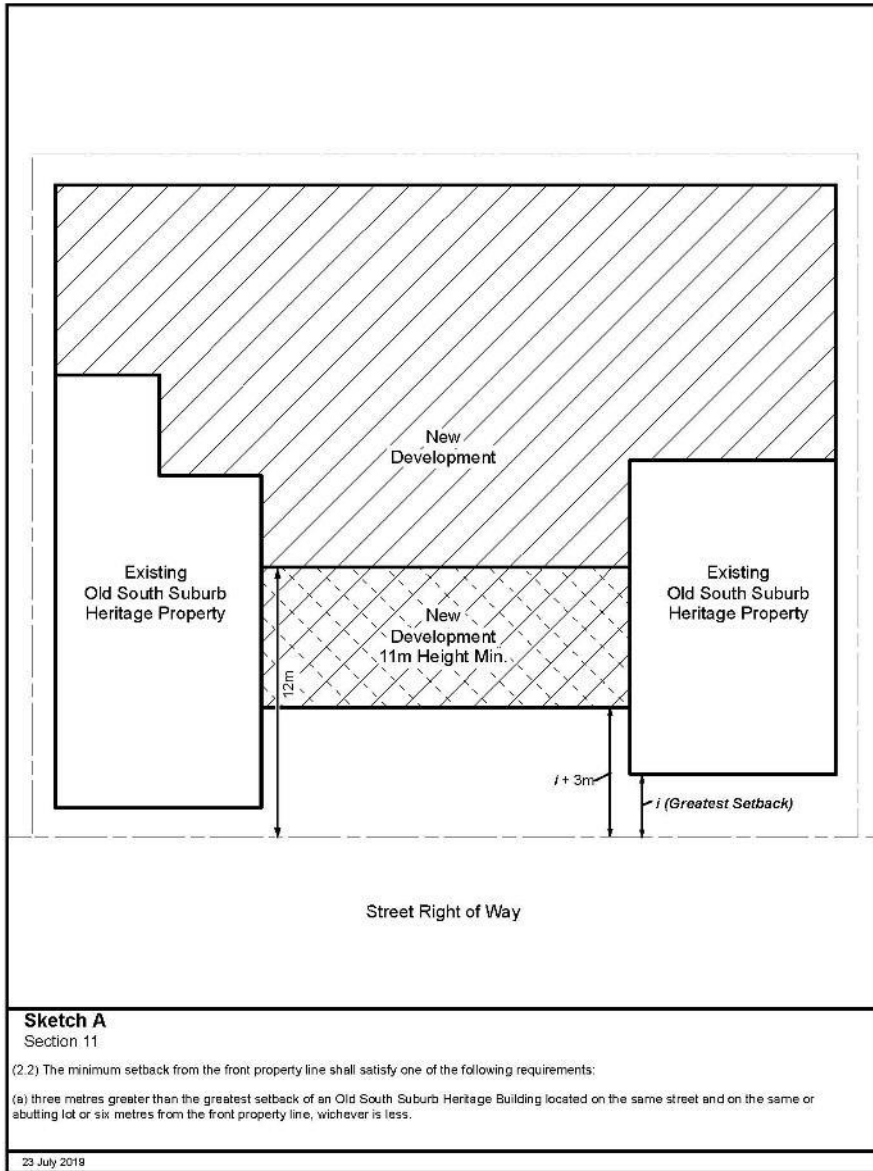 New
Development
Existing
Old South Suburb
Heritage Property
Existing
Old South Suburb
Heritage Property
New
Development
11m Height Min.
12m
i + 3m
i (Greatest Setback)
Street Right of Way
Sketch A
Section 11
(2.2) The minimum setback from the front property line shall satisfy one of the following requirements:
(a) three metres greater than the greatest setback of an Old South Suburb Heritage Building located on the same street and on the same or
abutting lot or six metres from the front property line, wichever is less.
23 July 2019